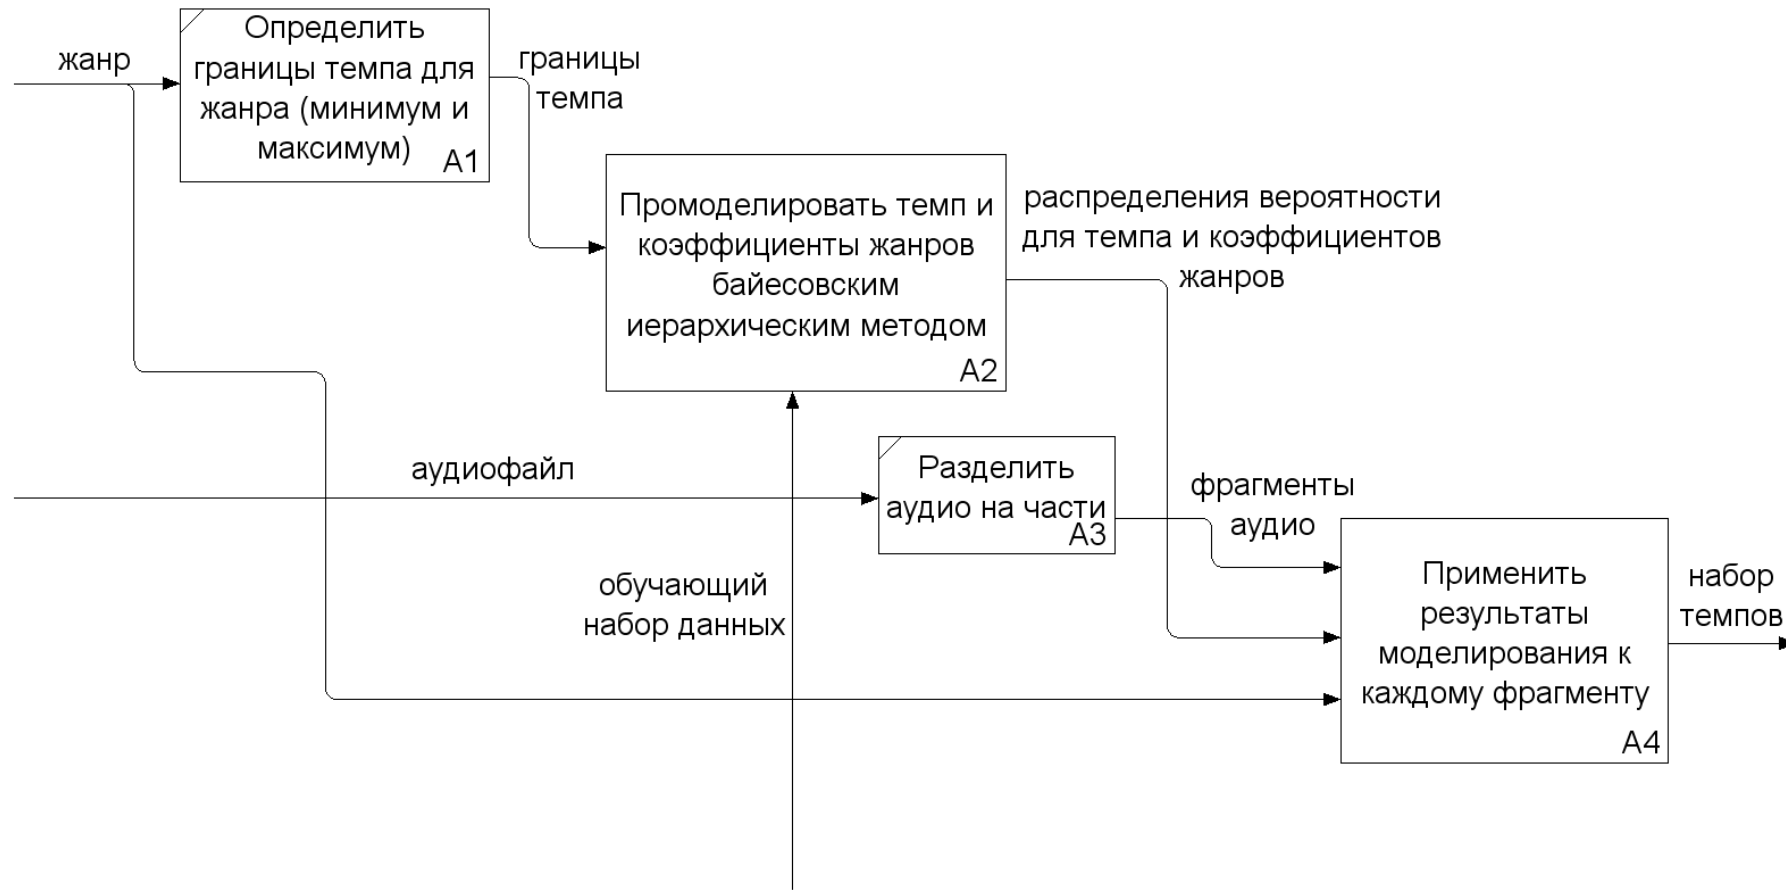 жанр
Определить
границы темпа для
жанра (минимум и
максимум)
A1
границы
темпа
Промоделировать темп и
коэффициенты жанров
байесовским
иерархическим методом
A2
распределения вероятности
для темпа и коэффициентов
жанров
аудиофайл
Разделить
аудио на части
A3
фрагменты
аудио
обучающий
набор данных
Применить
результаты
моделирования к
каждому фрагменту
A4
набор
темпов